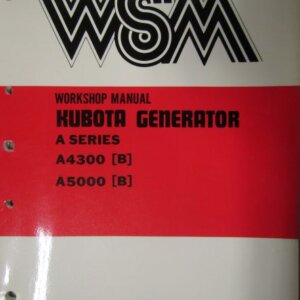 WSM
WORKSHOP MANUAL
KUBOTA GENERATOR
A SERIES
A4300 [B]
A5000 [B]